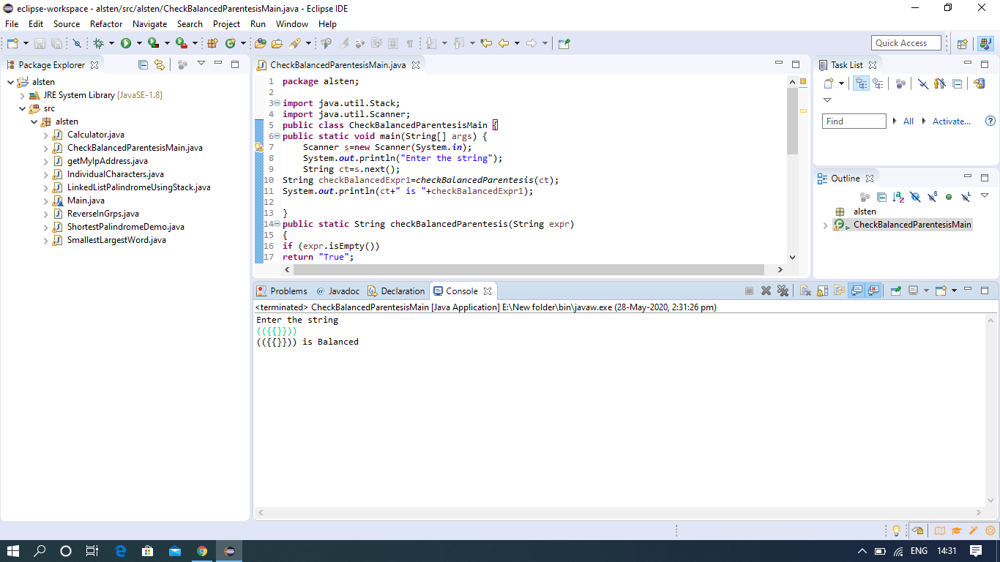 eclipse-workspace - alsten/src/alsten/CheckBalancedParentesisMain.java - Eclipse IDE
File Edit Source Refactor Navigate Search Project Run Window Help
Quick Access
Package Explorer
alsten
JRE System Library [JavaSE-1.8]
src
alsten
Calculator.java
CheckBalancedParentesisMain.java
getMyIpAddress.java
IndividualCharacters.java
LinkedListPalindromeUsingStack.java
Main.java
ReverseInGrps.java
ShortestPalindromeDemo.java
SmallestLargestWord.java
CheckBalancedParentesisMain.java
1 package alsten;
2
3 import java.util.Stack;
4 import java.util.Scanner;
5 public class CheckBalancedParentesisMain {
6 public static void main(String[] args) {
7 Scanner s=new Scanner(System.in);
8 System.out.println("Enter the string");
9 String ct=s.next();
10 String checkBalancedExpr1=checkBalancedParentesis(ct);
11 System.out.println(ct+" is "+checkBalancedExpr1);
12
13 }
14 public static String checkBalancedParentesis(String expr)
15 {
16 if (expr.isEmpty())
17 return "True";
Task List
Find All Activate...
Outline
alsten
CheckBalancedParentesisMain
Problems @ Javadoc Declaration Console
<terminated> CheckBalancedParentesisMain [Java Application] E:\New folder\bin\javaw.exe (28-May-2020, 2:31:26 pm)
Enter the string
(({{}}))
(({{}})) is Balanced
ENG 14:31